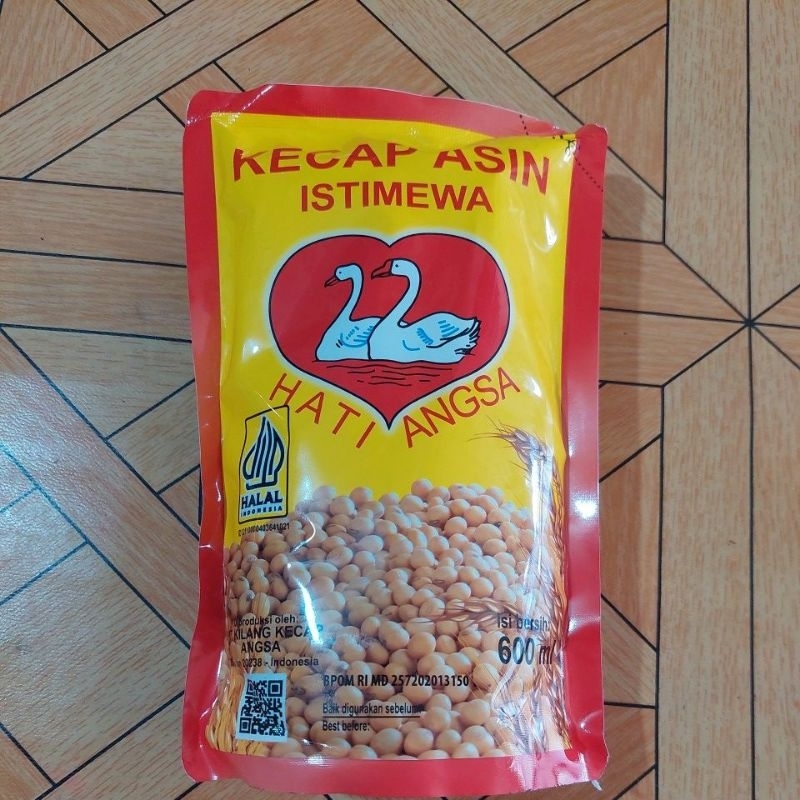 KECAP ASIN
ISTIMEWA
HATI ANGSA
HALAL
INDONESIA
oleh:
KILANG KECAP
ANGSA
20238 - Indonesia
Isi bersih:
600 ml
BPOM RI MD 257202013150
Baik digunakan sebelum
Best before: